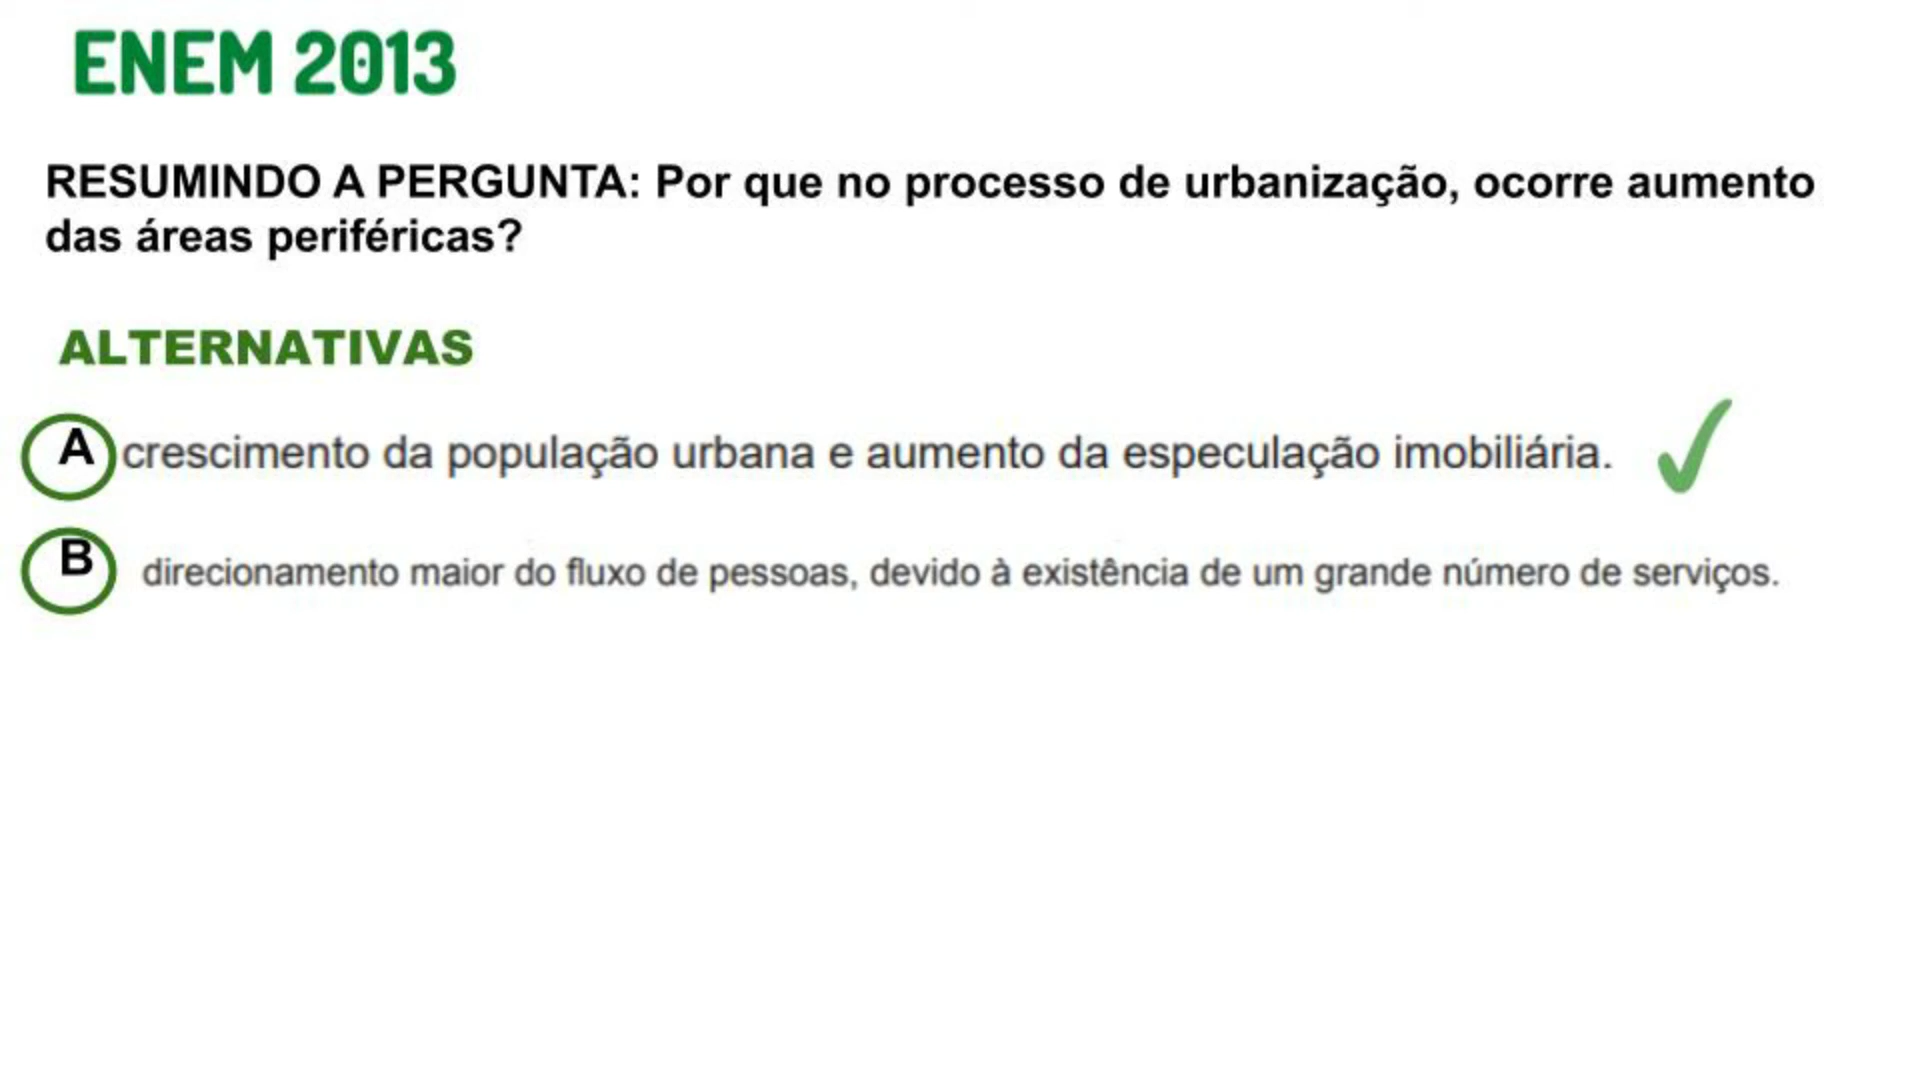 ENEM 2013
RESUMINDO A PERGUNTA: Por que no processo de urbanização, ocorre aumento
das áreas periféricas?
ALTERNATIVAS
A crescimento da população urbana e aumento da especulação imobiliária.
B direcionamento maior do fluxo de pessoas, devido à existência de um grande número de serviços.